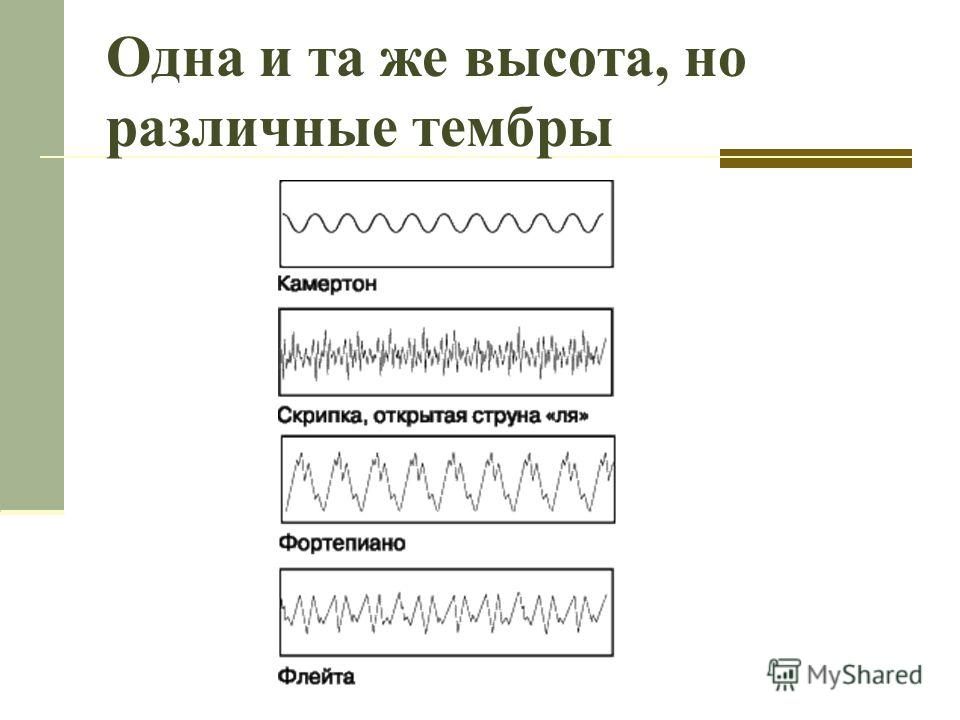 Одна и та же высота, но
различные тембры
Камертон
Скрипка, открытая струна «ля»
Фортепиано
Флейта
MyShared